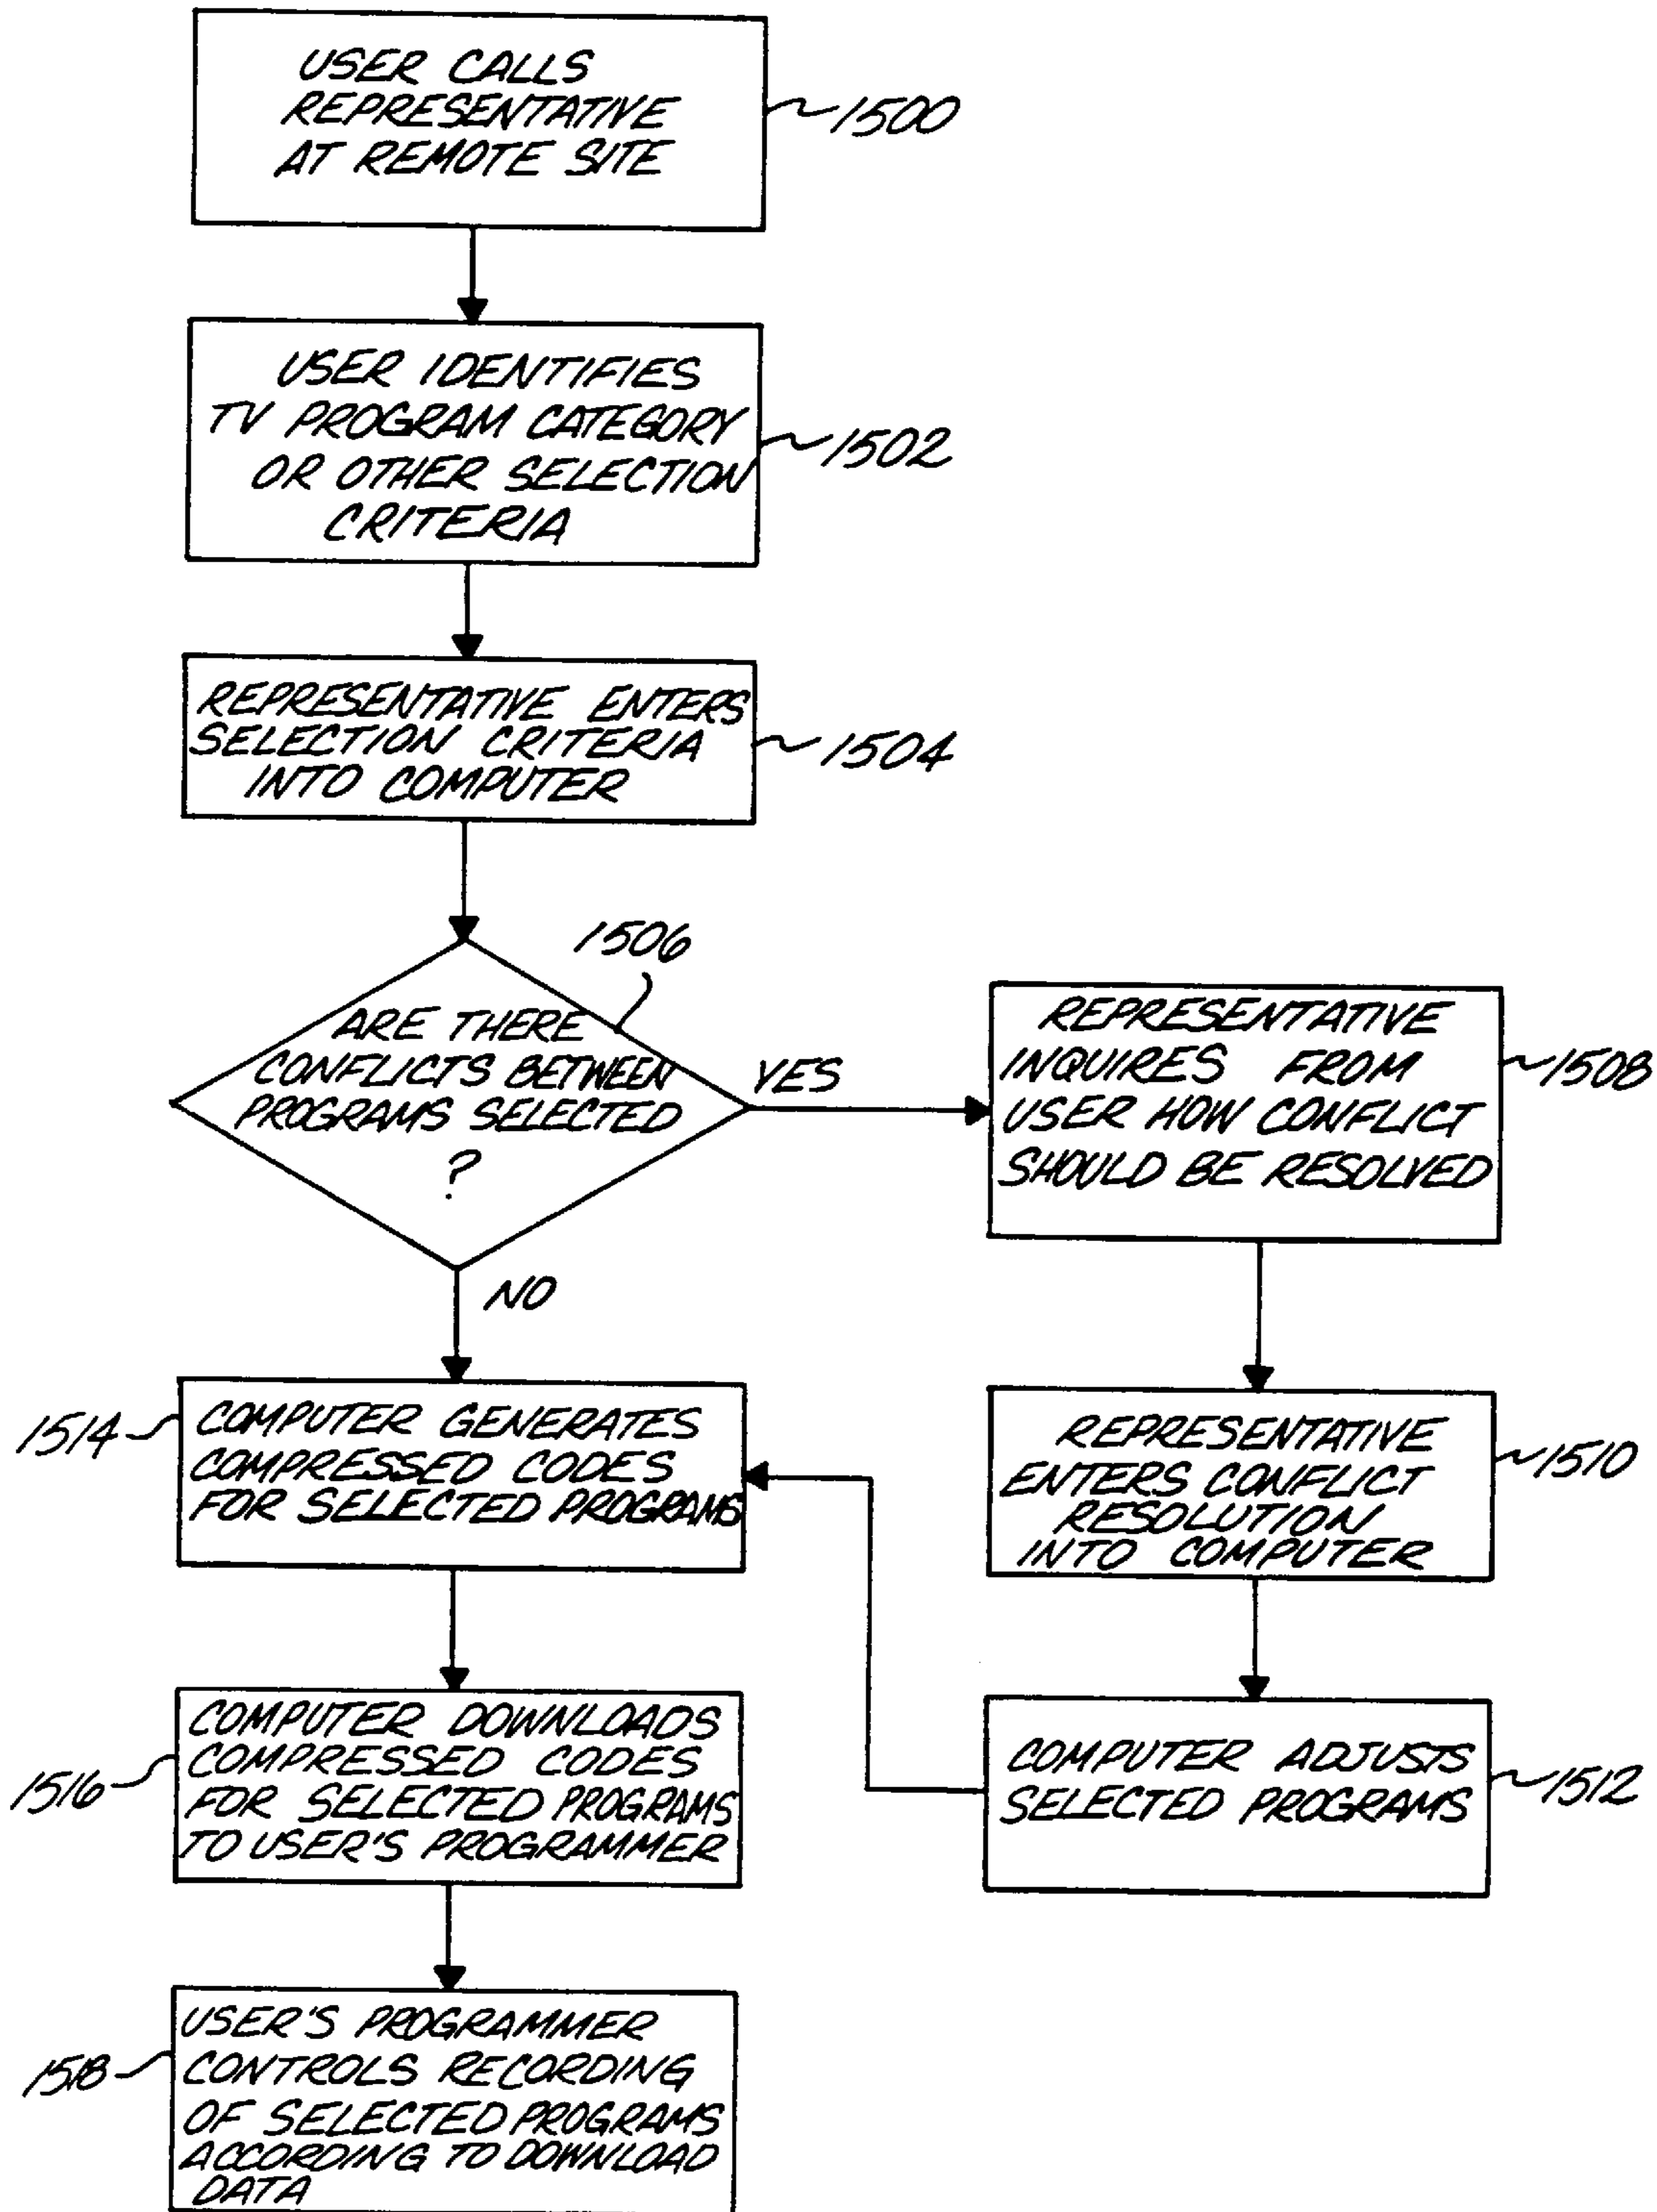 USER CALLS
REPRESENTATIVE
AT REMOTE SITE
1500
USER IDENTIFIES
TV PROGRAM CATEGORY
OR OTHER SELECTION
CRITERIA
1502
REPRESENTATIVE ENTERS
SELECTION CRITERIA
INTO COMPUTER
1504
1506
ARE THERE
CONFLICTS BETWEEN
PROGRAMS SELECTED
?
YES
NO
REPRESENTATIVE
INQUIRES FROM
USER HOW CONFLICT
SHOULD BE RESOLVED
1508
REPRESENTATIVE
ENTERS CONFLICT
RESOLUTION
INTO COMPUTER
1510
COMPUTER ADJUSTS
SELECTED PROGRAMS
1512
1514
COMPUTER GENERATES
COMPRESSED CODES
FOR SELECTED PROGRAMS
1516
COMPUTER DOWNLOADS
COMPRESSED CODES
FOR SELECTED PROGRAMS
TO USER'S PROGRAMMER
1518
USER'S PROGRAMMER
CONTROLS RECORDING
OF SELECTED PROGRAMS
ACCORDING TO DOWNLOAD
DATA